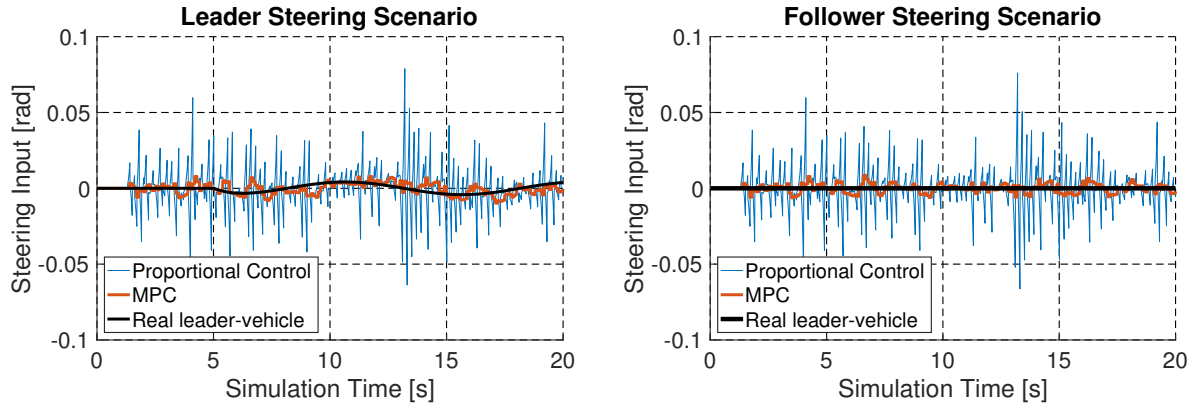 Leader Steering Scenario
0.1
0.05
0
-0.05
-0.1
Steering Input [rad]
Proportional Control
MPC
Real leader-vehicle
0 5 10 15 20
Simulation Time [s]
Follower Steering Scenario
0.1
0.05
0
-0.05
-0.1
Steering Input [rad]
Proportional Control
MPC
Real leader-vehicle
0 5 10 15 20
Simulation Time [s]